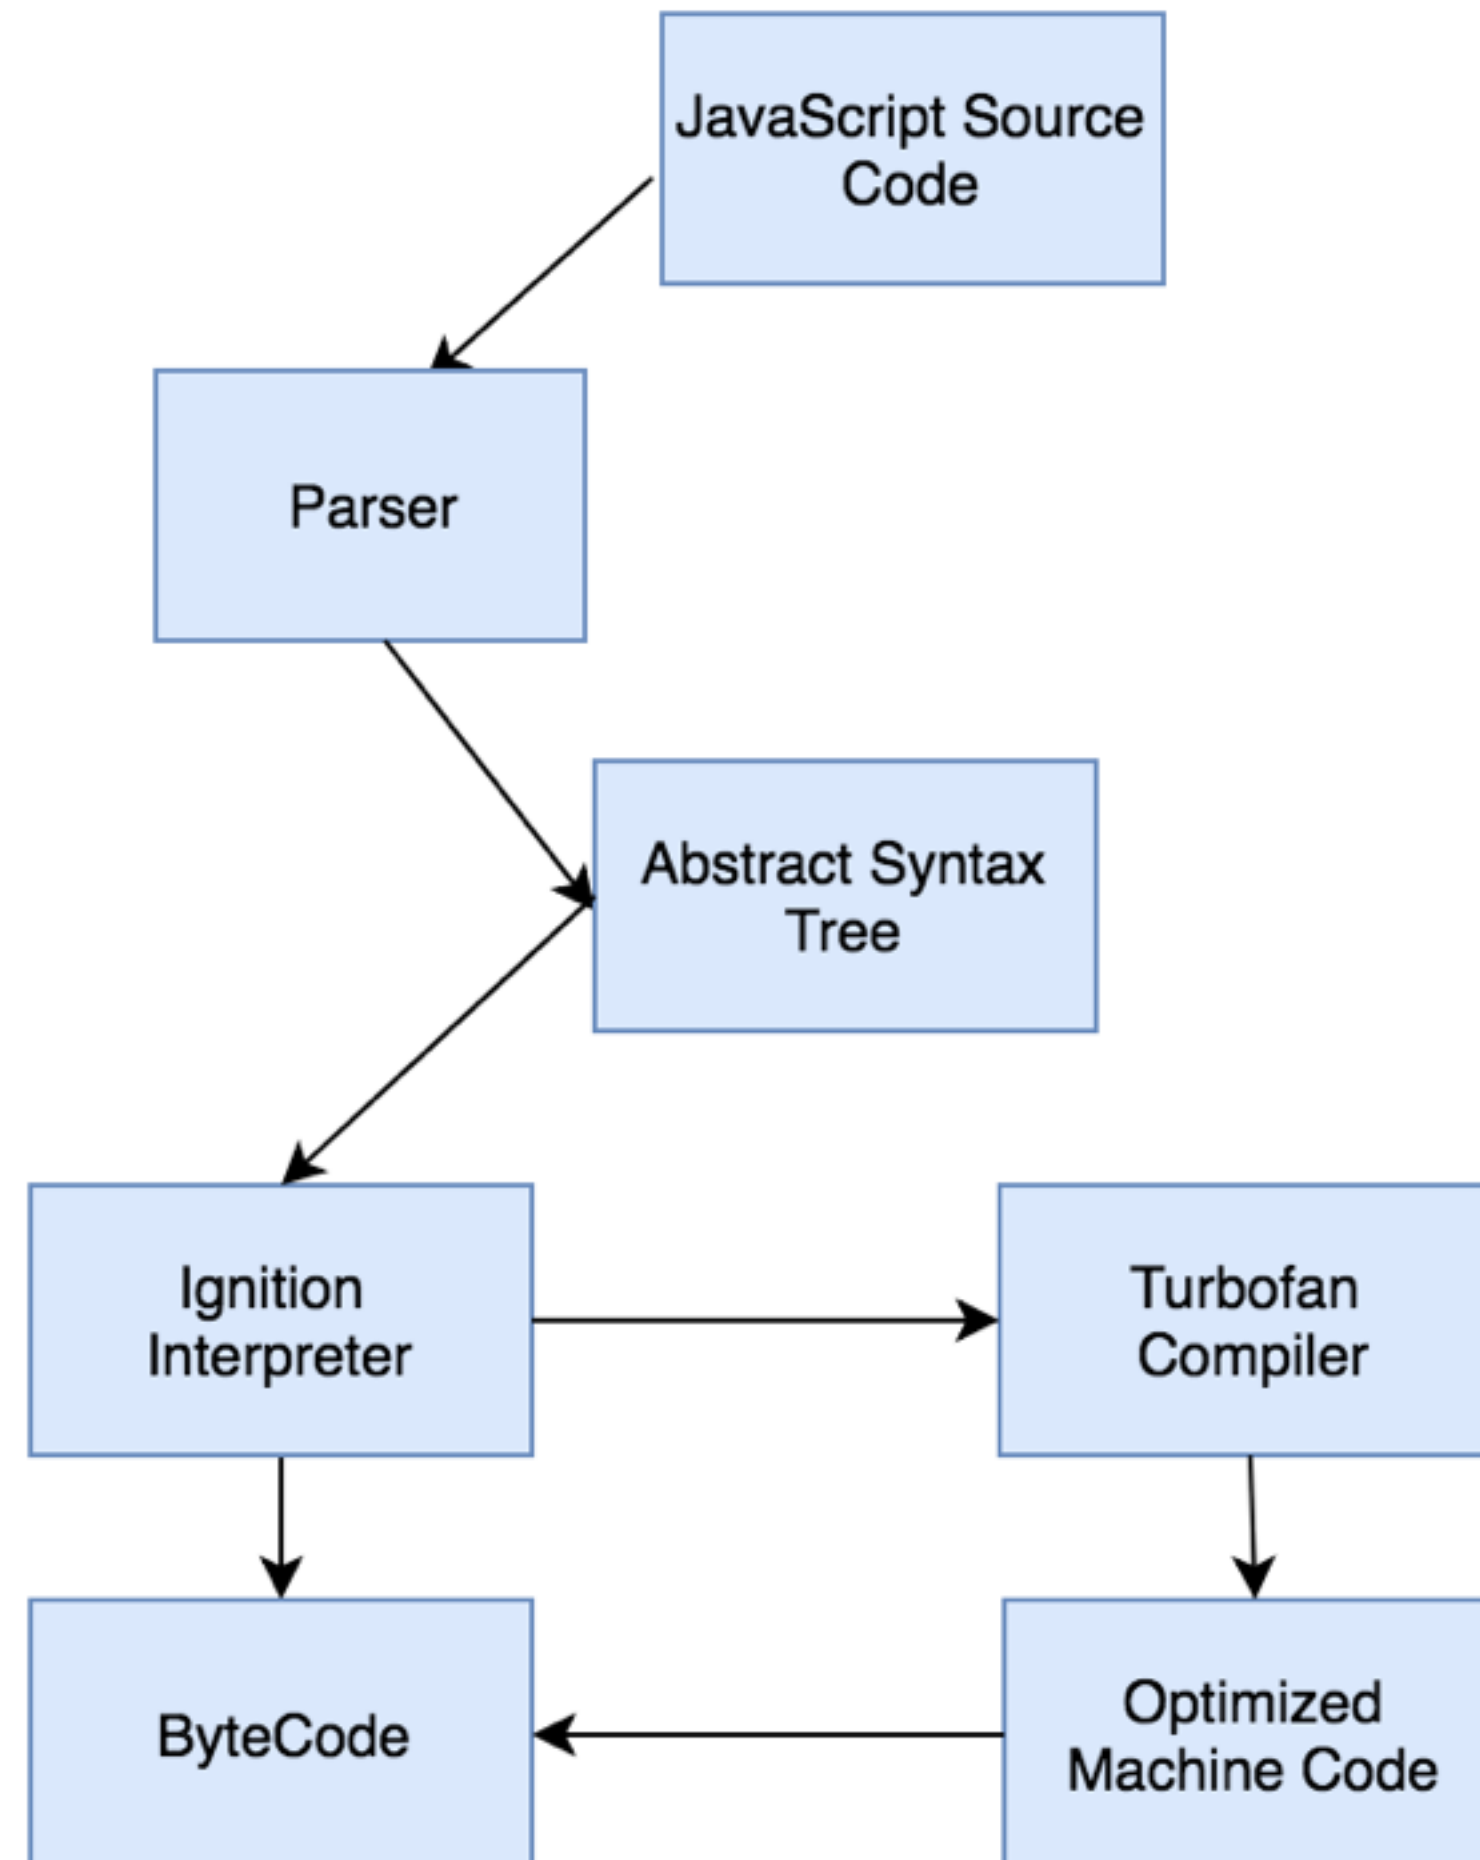 JavaScript Source
Code
Parser
Abstract Syntax
Tree
Ignition
Interpreter
Turbofan
Compiler
ByteCode
Optimized
Machine Code